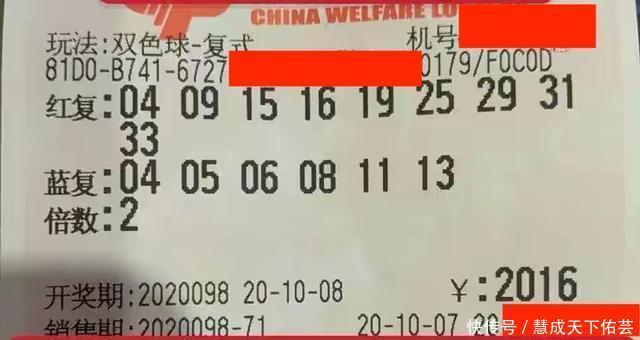 CHINA WELFARE LO
玩法:双色球-复式 机号
81D0-B741-6727 0179/F0C0D
红复:04 09 15 16 19 25 29 31
33
蓝复:04 05 06 08 11 13
倍数:2
开奖期:2020098 20-10-08 ¥:2016
销售期:2020098-71 20-10-07 20
快传号/慧成天下佑芸